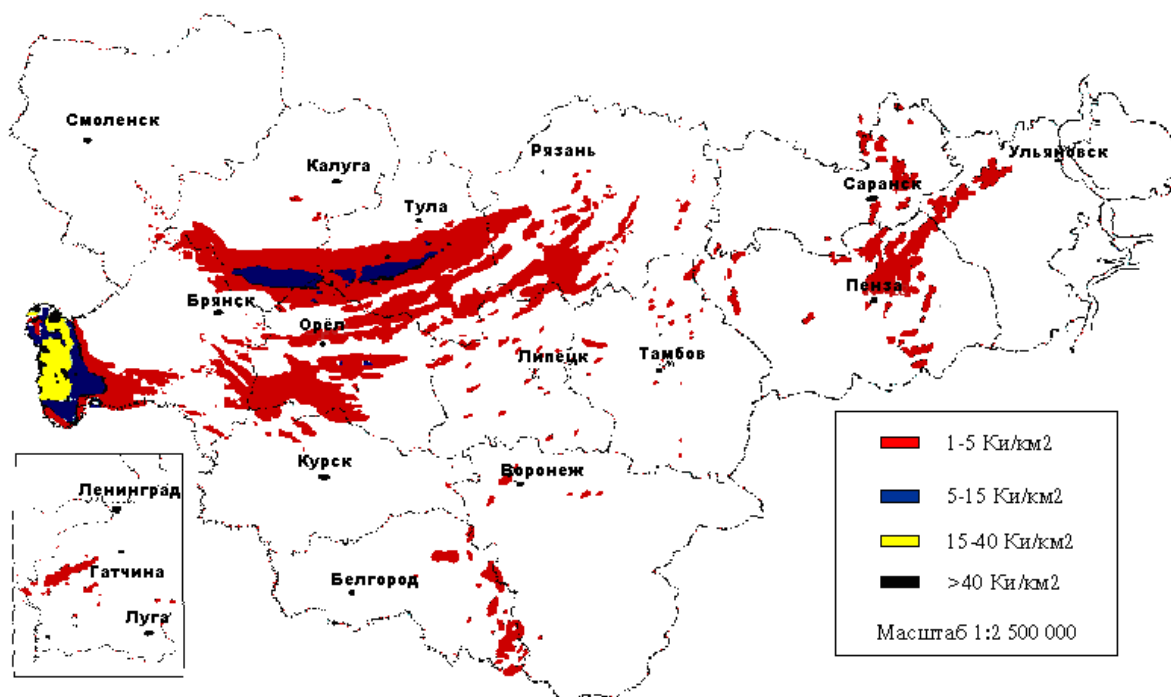 Смоленск
Калуга
Рязань
Ульяновск
Саранск
Тула
Брянск
Пенза
Орёл
Липецк
Тамбов
Курск
Воронеж
Белгород
Ленинград
Гатчина
Луга
1-5 Ки/км2
5-15 Ки/км2
15-40 Ки/км2
>40 Ки/км2
Масштаб 1:2 500 000